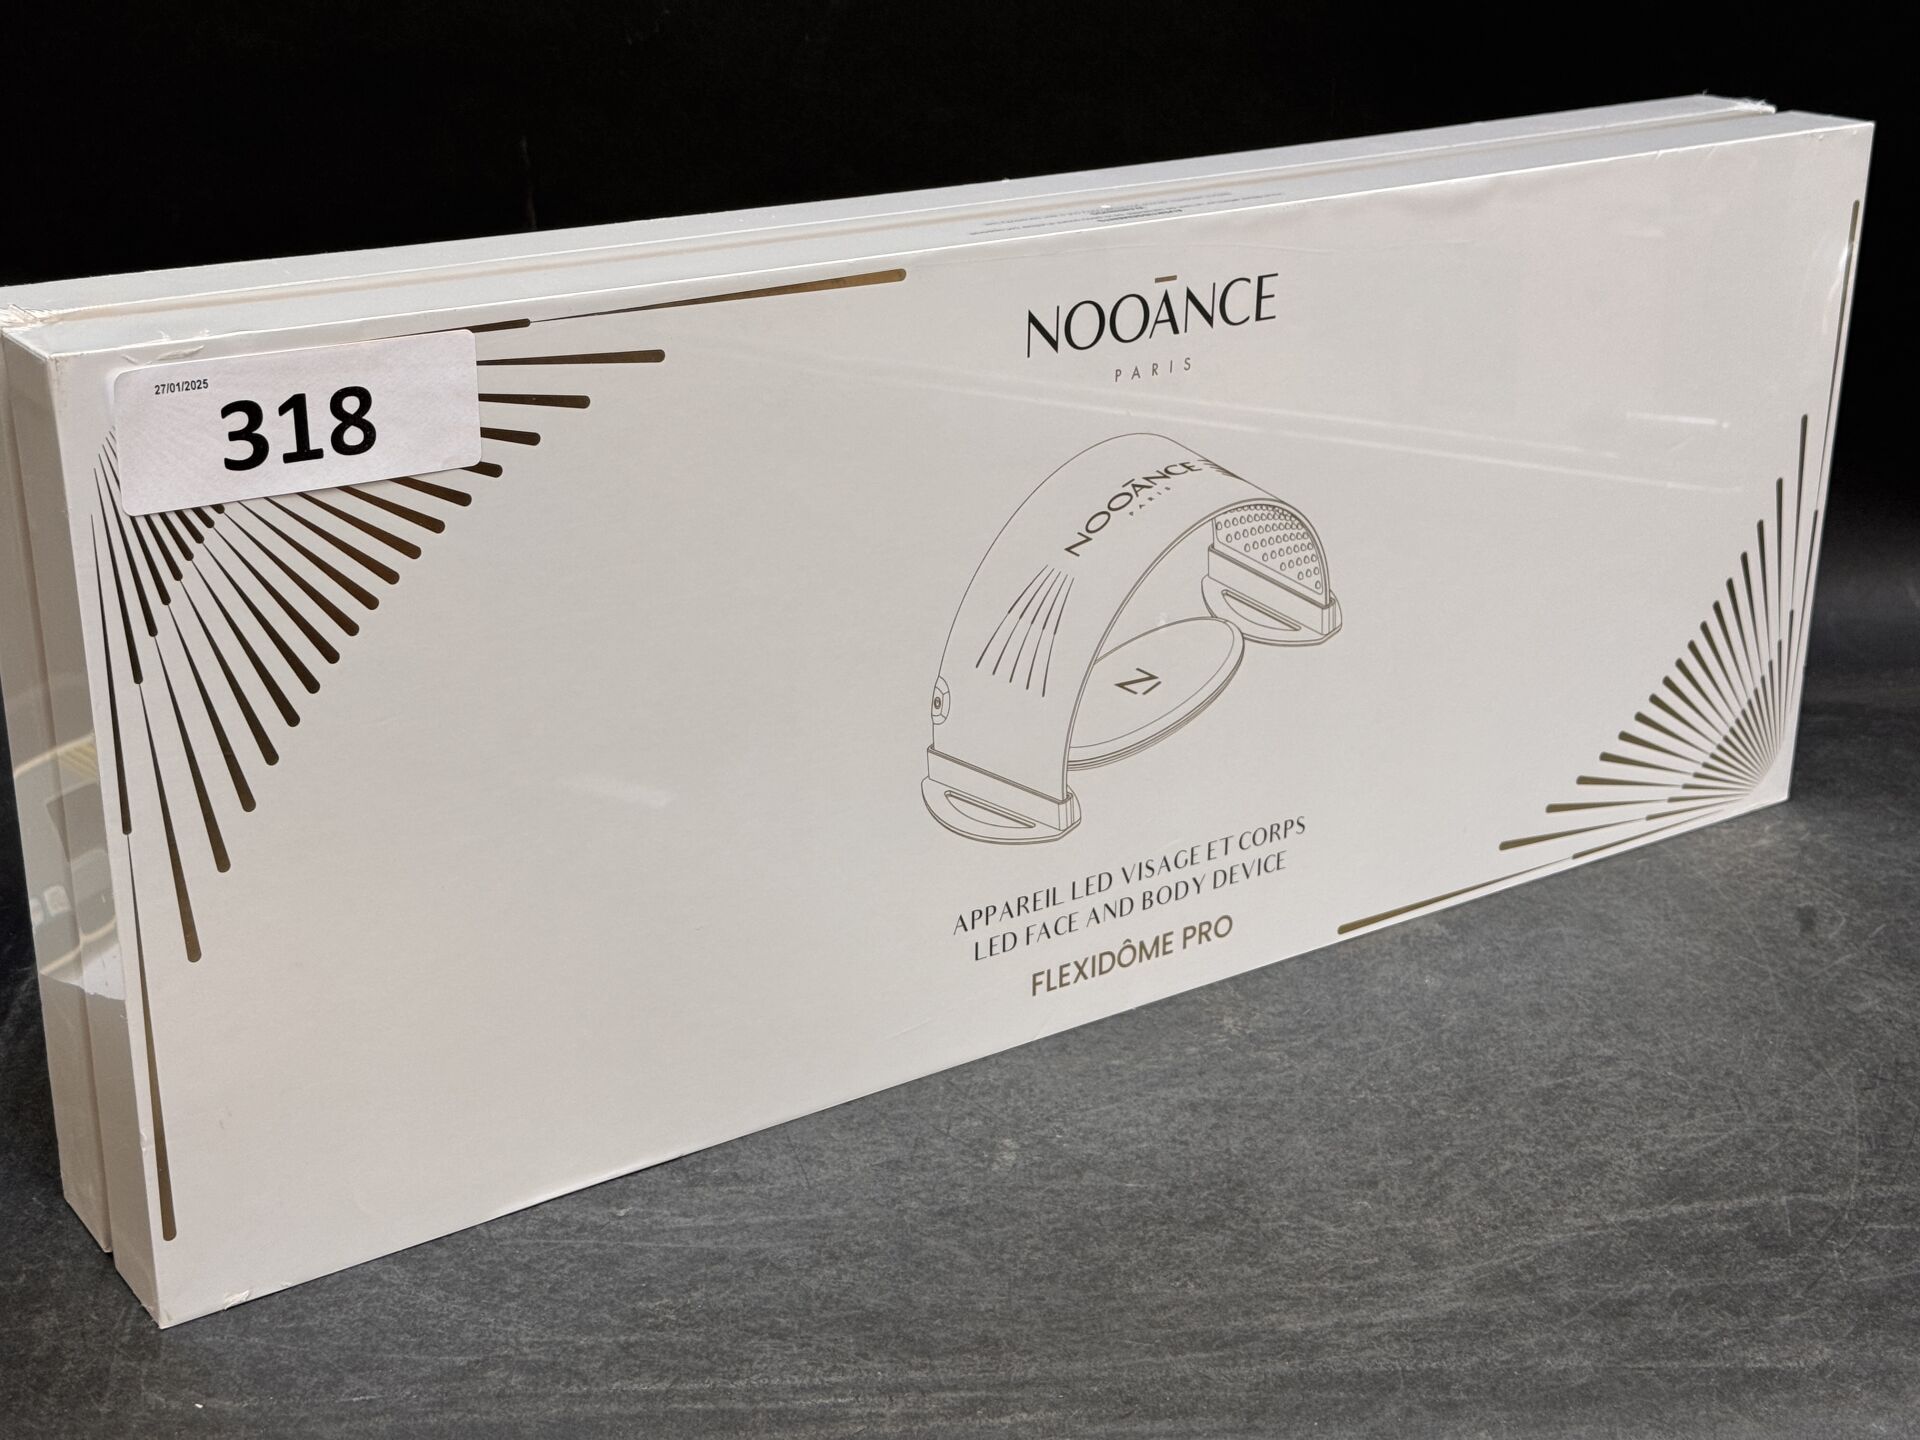 27/01/2025
318
NOOĀNCE
PARIS
NOOĀNCE
PARIS
N
APPAREIL LED VISAGE ET CORPS
LED FACE AND BODY DEVICE
FLEXIDÔME PRO